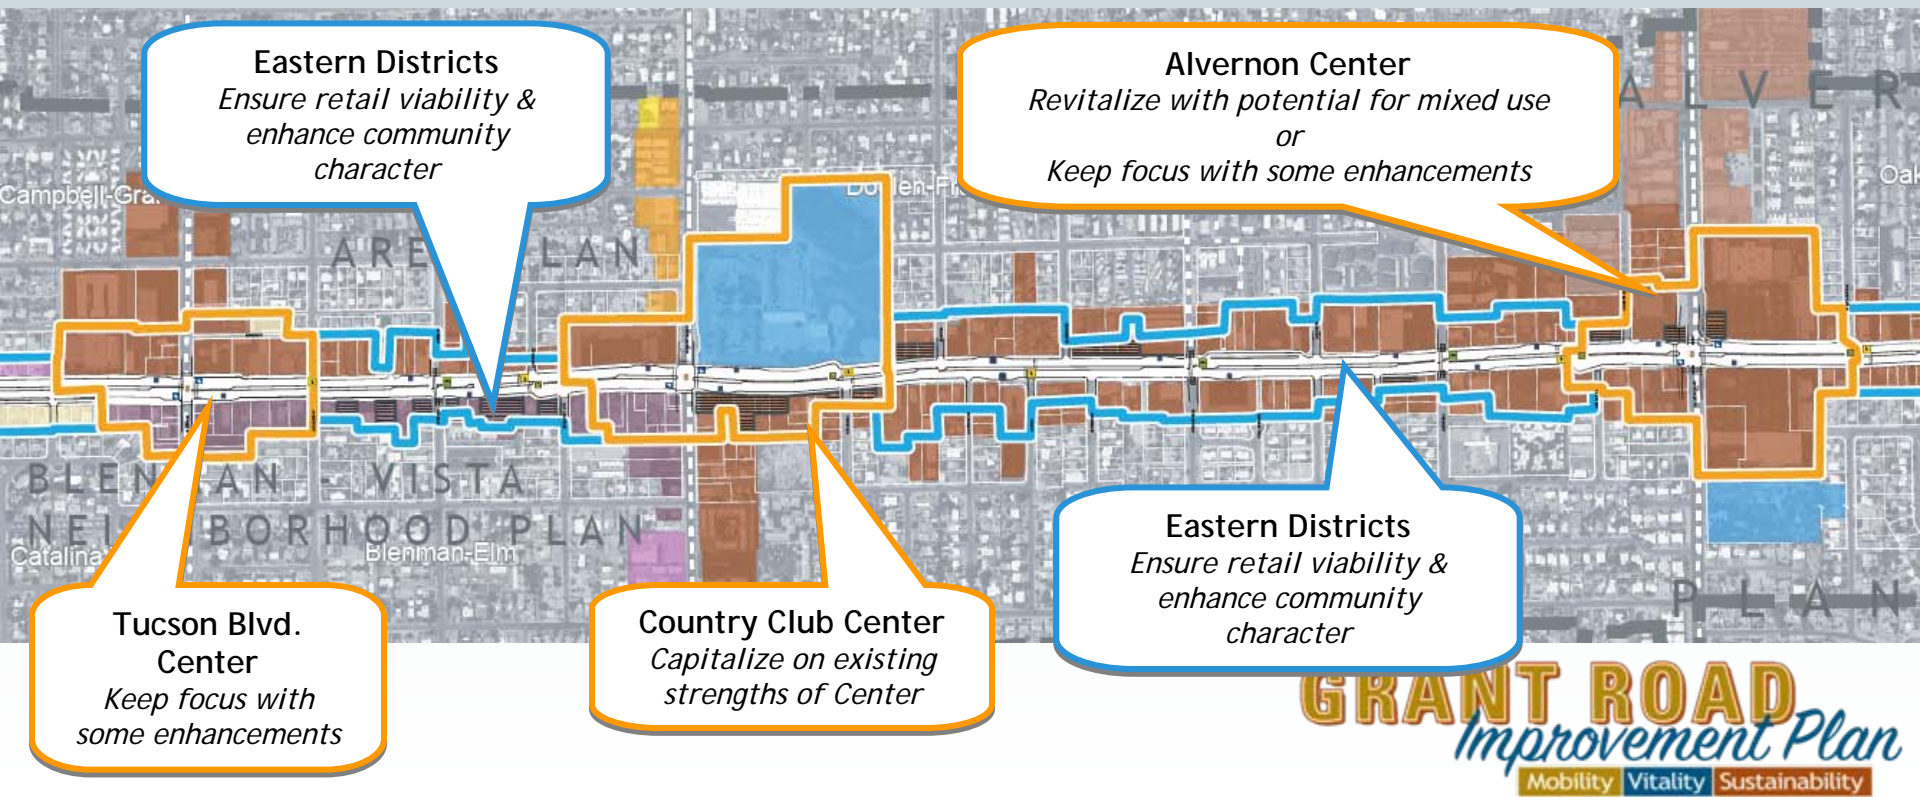 Eastern Districts
Ensure retail viability &
enhance community
character
Alvernon Center
Revitalize with potential for mixed use
or
Keep focus with some enhancements
Campbell-Gra
Oak
AREA PLAN
BLENMAN VISTA
NEIGHBORHOOD PLAN
Catalina
Blenman-Elm
PLAN
Tucson Blvd.
Center
Keep focus with
some enhancements
Country Club Center
Capitalize on existing
strengths of Center
Eastern Districts
Ensure retail viability &
enhance community
character
GRANT ROAD
Improvement Plan
Mobility Vitality Sustainability